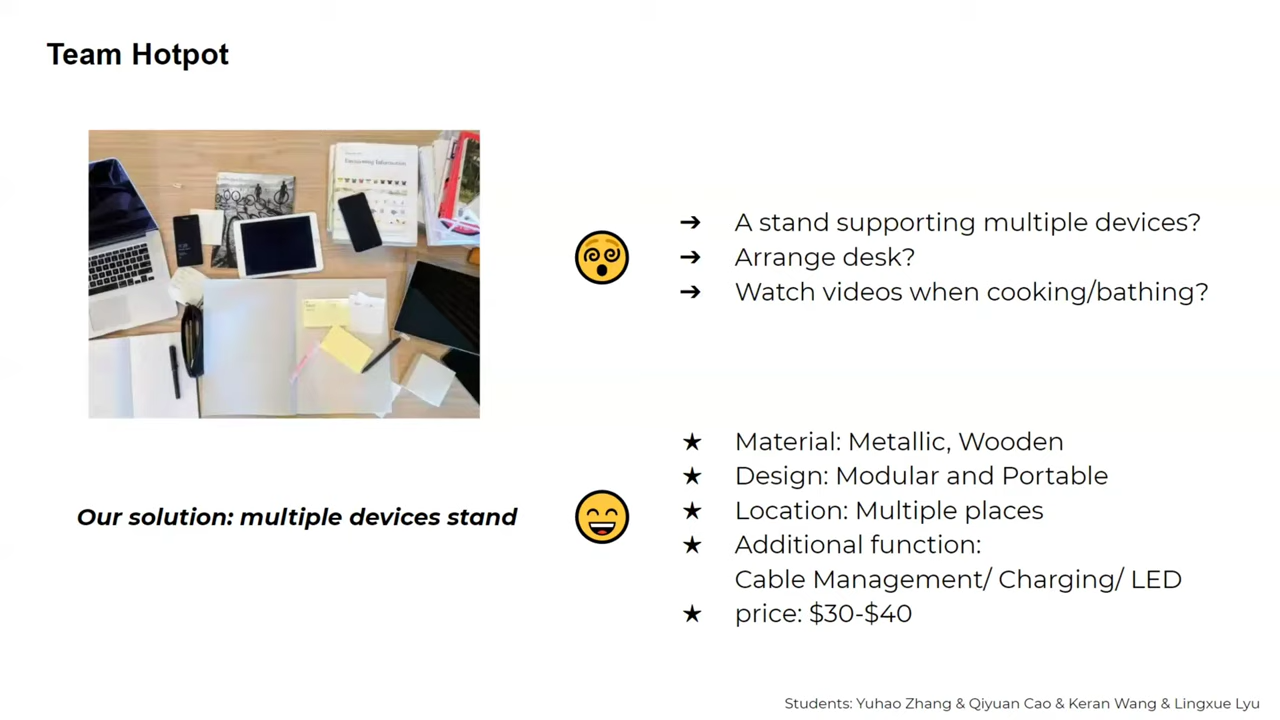 Team Hotpot
➔ A stand supporting multiple devices?
➔ Arrange desk?
➔ Watch videos when cooking/bathing?
Our solution: multiple devices stand
★ Material: Metallic, Wooden
★ Design: Modular and Portable
★ Location: Multiple places
★ Additional function:
Cable Management/ Charging/ LED
★ price: $30-$40
Students: Yuhao Zhang & Qiyuan Cao & Keran Wang & Lingxue Lyu